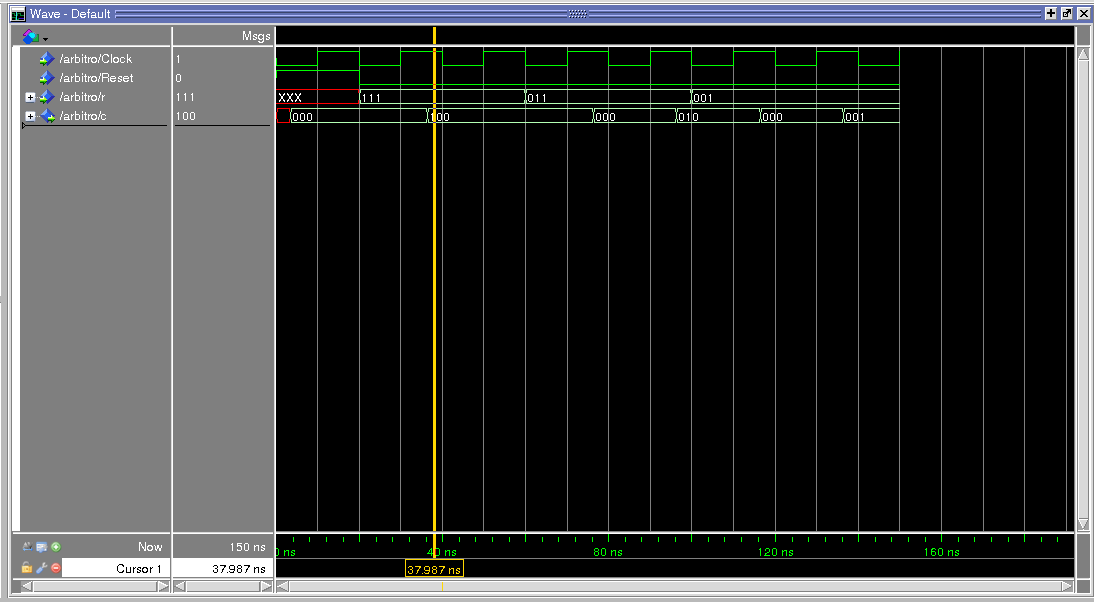 Wave - Default
Msgs
/arbitro/Clock 1
/arbitro/Reset 0
/arbitro/r 111 XXX 111 011 001
/arbitro/c 100 000 100 000 010 000 001
Now 150 ns 0 ns 40 ns 80 ns 120 ns 160 ns
Cursor 1 37.987 ns 37.987 ns